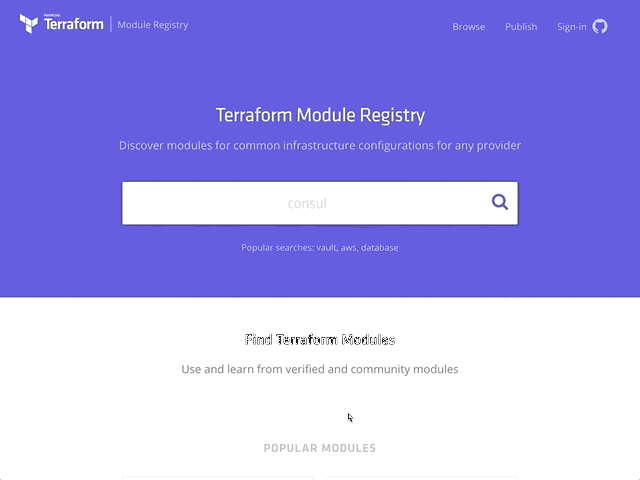 HashiCorp
Terraform
Module Registry
Browse
Publish
Sign-in
Terraform Module Registry
Discover modules for common infrastructure configurations for any provider
consul
Popular searches: vault, aws, database
Find Terraform Modules
Use and learn from verified and community modules
POPULAR MODULES